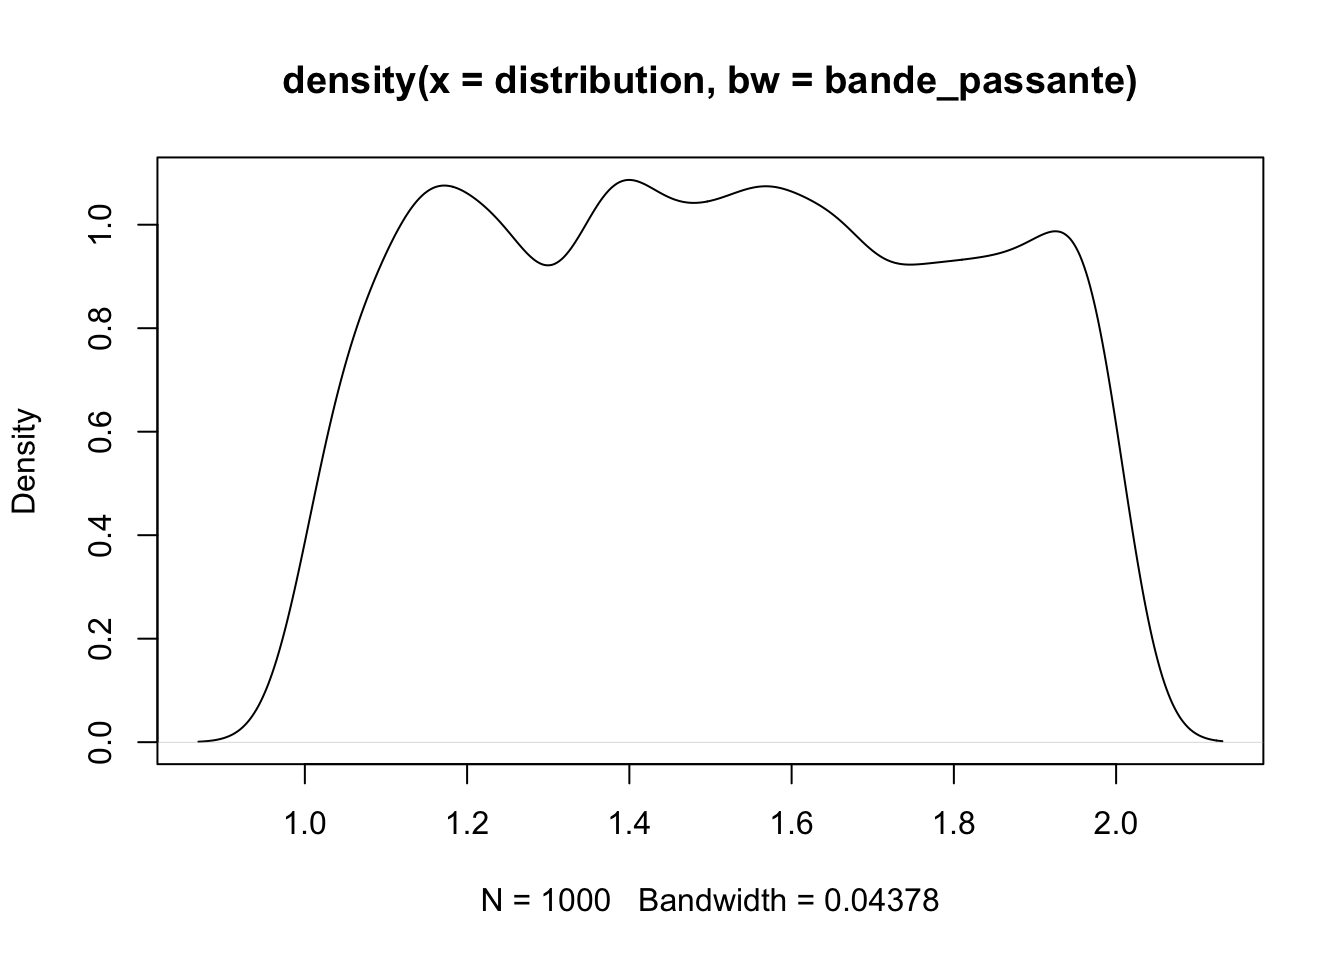 density(x = distribution, bw = bande_passante)
Density
1.0
0.8
0.6
0.4
0.2
0.0
1.0 1.2 1.4 1.6 1.8 2.0
N = 1000 Bandwidth = 0.04378